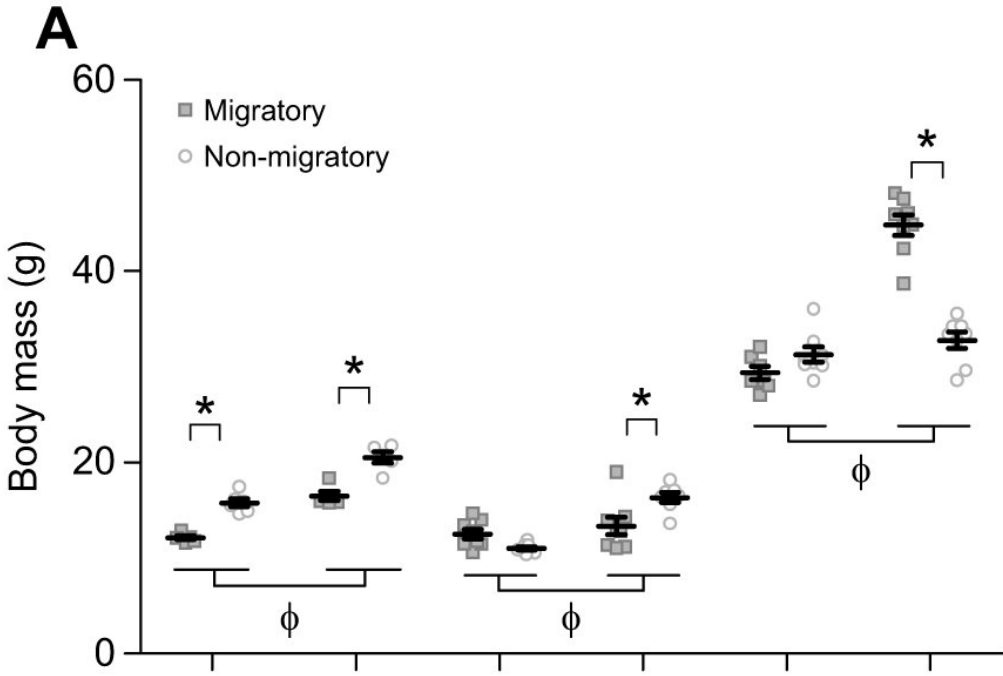 A
60
Migratory
Non-migratory
*
40
Body mass (g)
*
*
*
20
ϕ
ϕ
ϕ
0